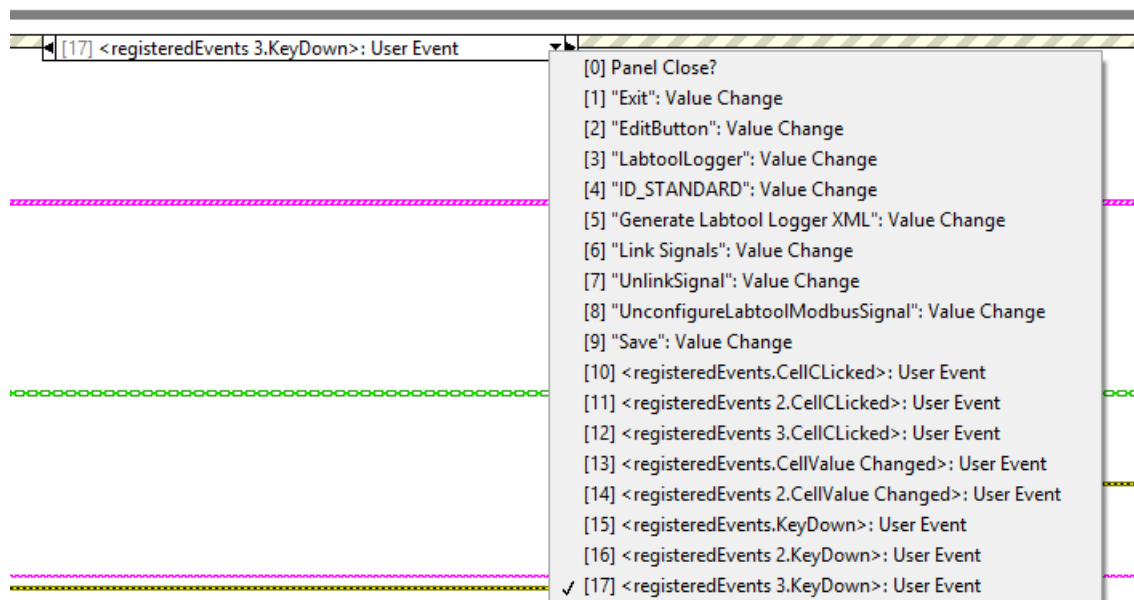 [17] <registeredEvents 3.KeyDown>: User Event
[0] Panel Close?
[1] "Exit": Value Change
[2] "EditButton": Value Change
[3] "LabtoolLogger": Value Change
[4] "ID_STANDARD": Value Change
[5] "Generate Labtool Logger XML": Value Change
[6] "Link Signals": Value Change
[7] "UnlinkSignal": Value Change
[8] "UnconfigureLabtoolModbusSignal": Value Change
[9] "Save": Value Change
[10] <registeredEvents.CellCLicked>: User Event
[11] <registeredEvents 2.CellCLicked>: User Event
[12] <registeredEvents 3.CellCLicked>: User Event
[13] <registeredEvents.CellValue Changed>: User Event
[14] <registeredEvents 2.CellValue Changed>: User Event
[15] <registeredEvents.KeyDown>: User Event
[16] <registeredEvents 2.KeyDown>: User Event
[17] <registeredEvents 3.KeyDown>: User Event